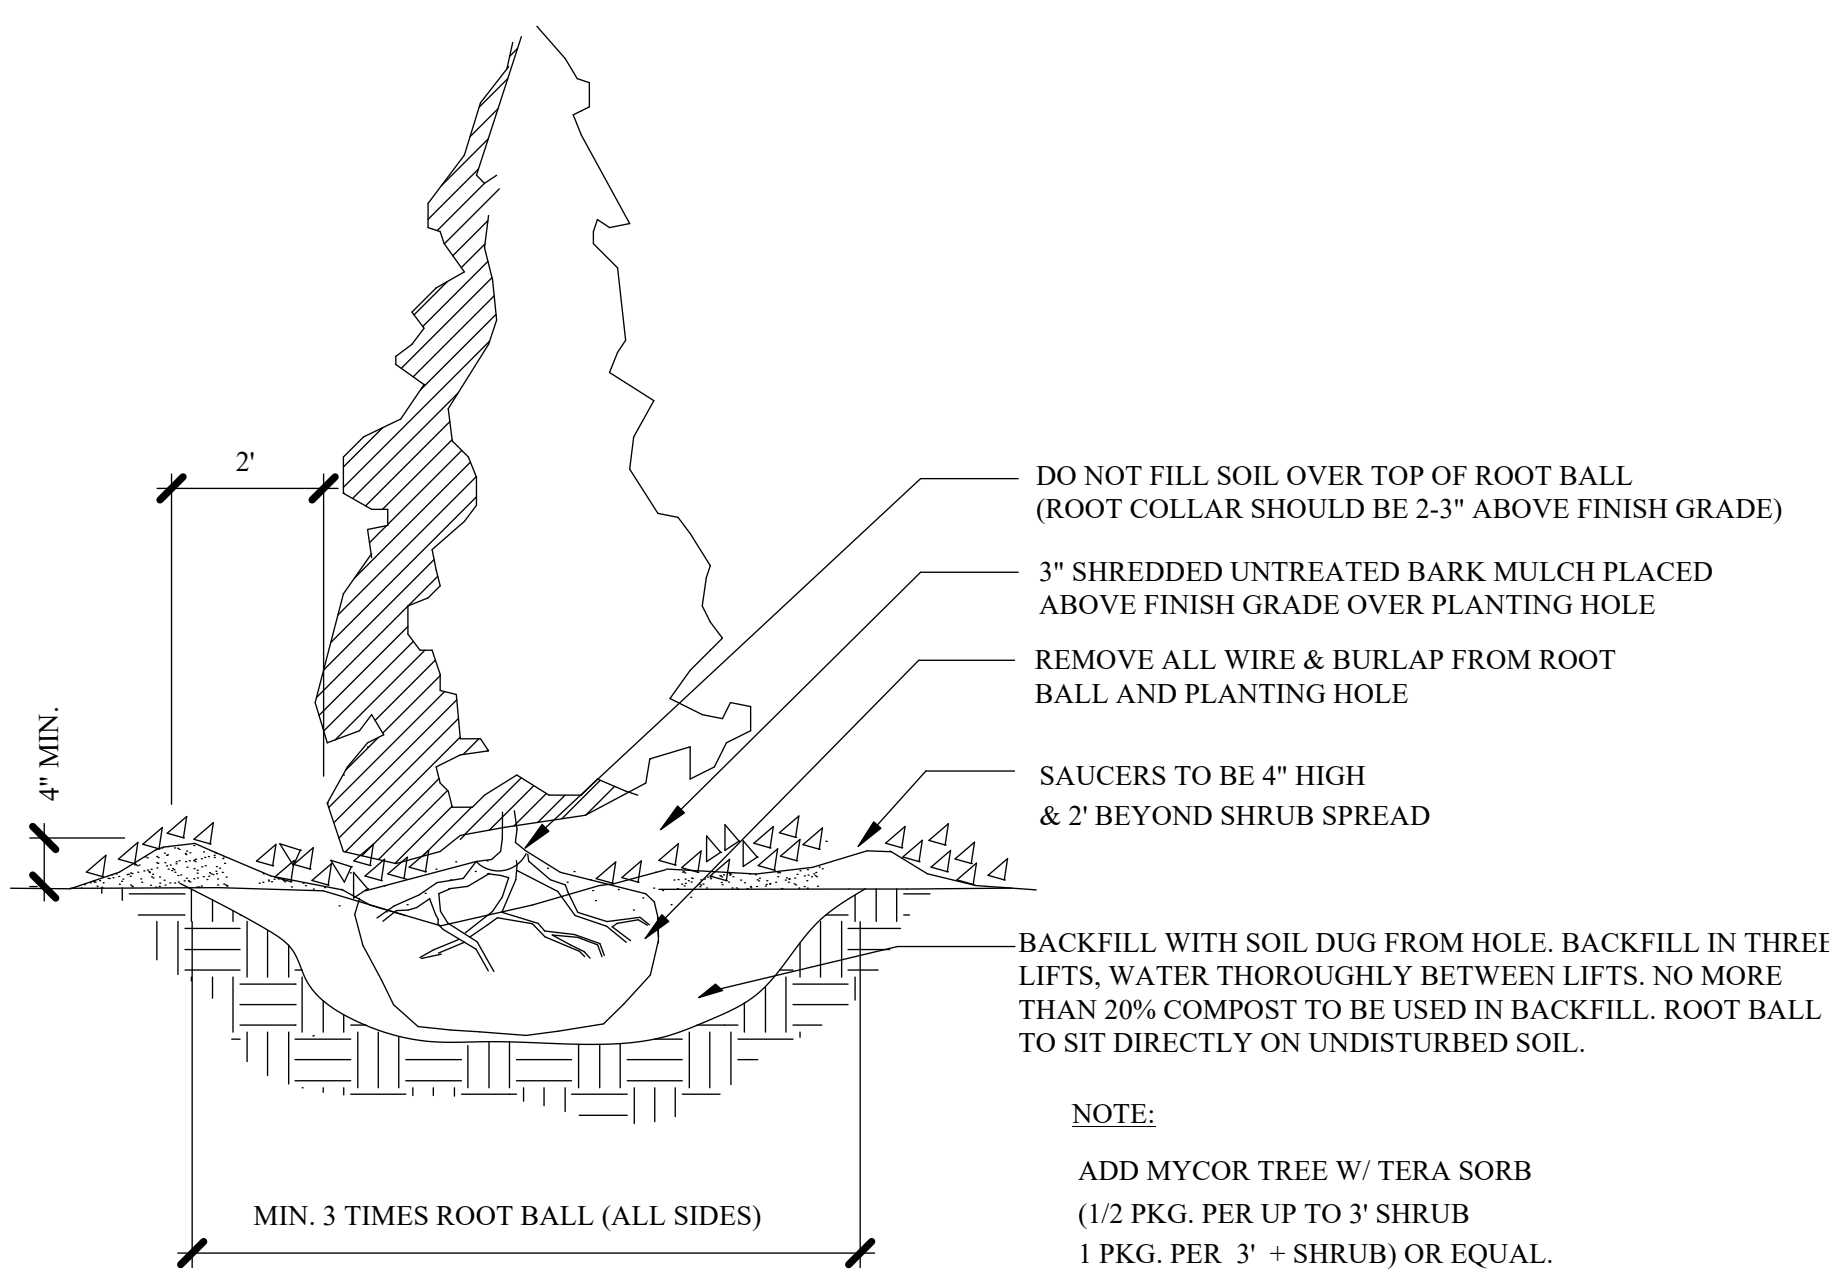 2'
4" MIN.
DO NOT FILL SOIL OVER TOP OF ROOT BALL
(ROOT COLLAR SHOULD BE 2-3" ABOVE FINISH GRADE)
3" SHREDDED UNTREATED BARK MULCH PLACED
ABOVE FINISH GRADE OVER PLANTING HOLE
REMOVE ALL WIRE & BURLAP FROM ROOT
BALL AND PLANTING HOLE
SAUCERS TO BE 4" HIGH
& 2' BEYOND SHRUB SPREAD
BACKFILL WITH SOIL DUG FROM HOLE. BACKFILL IN THREE
LIFTS, WATER THOROUGHLY BETWEEN LIFTS. NO MORE
THAN 20% COMPOST TO BE USED IN BACKFILL. ROOT BALL
TO SIT DIRECTLY ON UNDISTURBED SOIL.
NOTE:
ADD MYCOR TREE W/ TERA SORB
(1/2 PKG. PER UP TO 3' SHRUB
1 PKG. PER 3' + SHRUB) OR EQUAL.
MIN. 3 TIMES ROOT BALL (ALL SIDES)